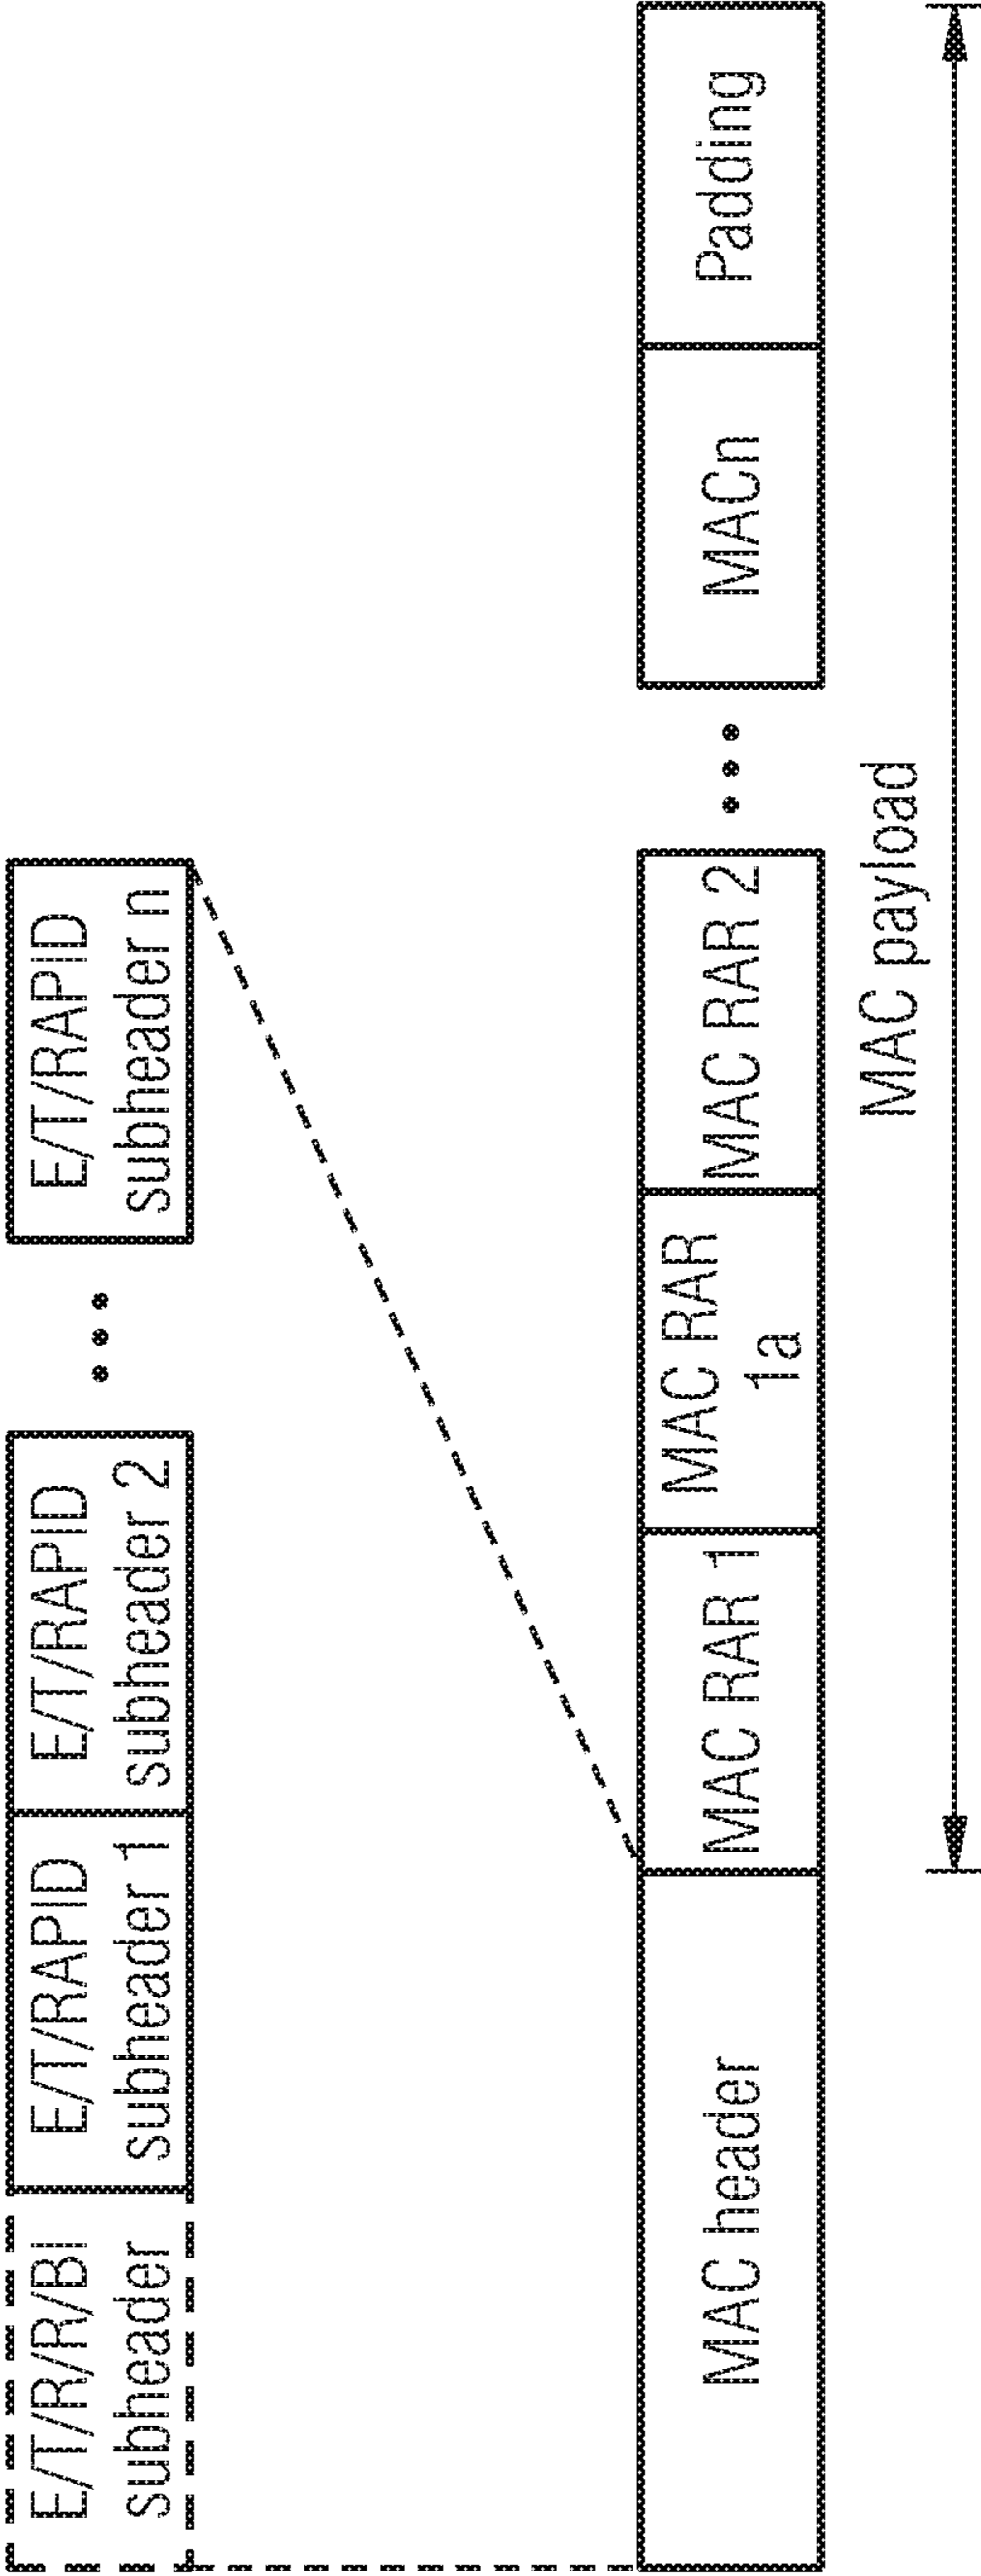 E/T/R/R/BI
subheader
E/T/RAPID
subheader 1
E/T/RAPID
subheader 2
E/T/RAPID
subheader n
MAC header
MAC RAR 1
MAC RAR
1a
MAC RAR 2
MACn
Padding
MAC payload